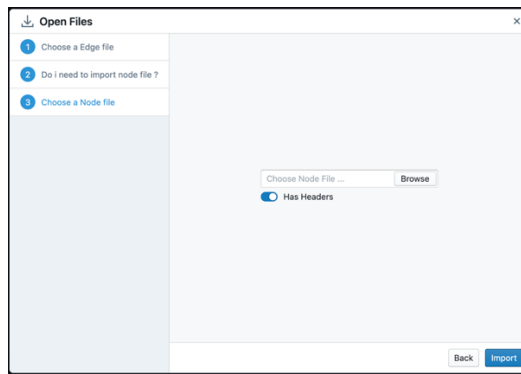 Open Files
1 Choose a Edge file
2 Do i need to import node file ?
3 Choose a Node file
Choose Node File ... Browse
Has Headers
Back Import